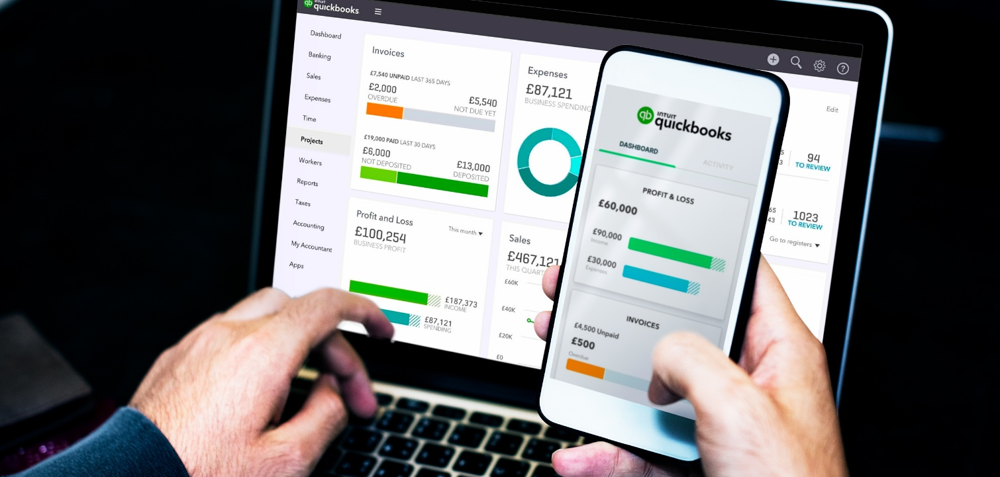 intuit
quickbooks
Dashboard
Banking
Sales
Expenses
Time
Projects
Workers
Reports
Taxes
Accounting
My Accountant
Apps
Invoices
£7,540 UNPAID LAST 365 DAYS
£2,000
OVERDUE
£5,540
NOT DUE YET
£19,000 PAID LAST 30 DAYS
£6,000
NOT DEPOSITED
£13,000
DEPOSITED
Expenses
£87,121
BUSINESS SPENDING
Profit and Loss
This month
£100,254
BUSINESS PROFIT
£187,373
INCOME
£87,121
SPENDING
Sales
£467,121
THIS QUART
£60K
£40K
£20K
£0
Edit
5
3
94
TO REVIEW
65
43
1023
TO REVIEW
Go to registers
qb INTUIT
quickbooks
DASHBOARD
ACTIVITY
PROFIT & LOSS
£60,000
£90,000
Income
£30,000
Expenses
INVOICES
£4,500 Unpaid
£500
Overdue